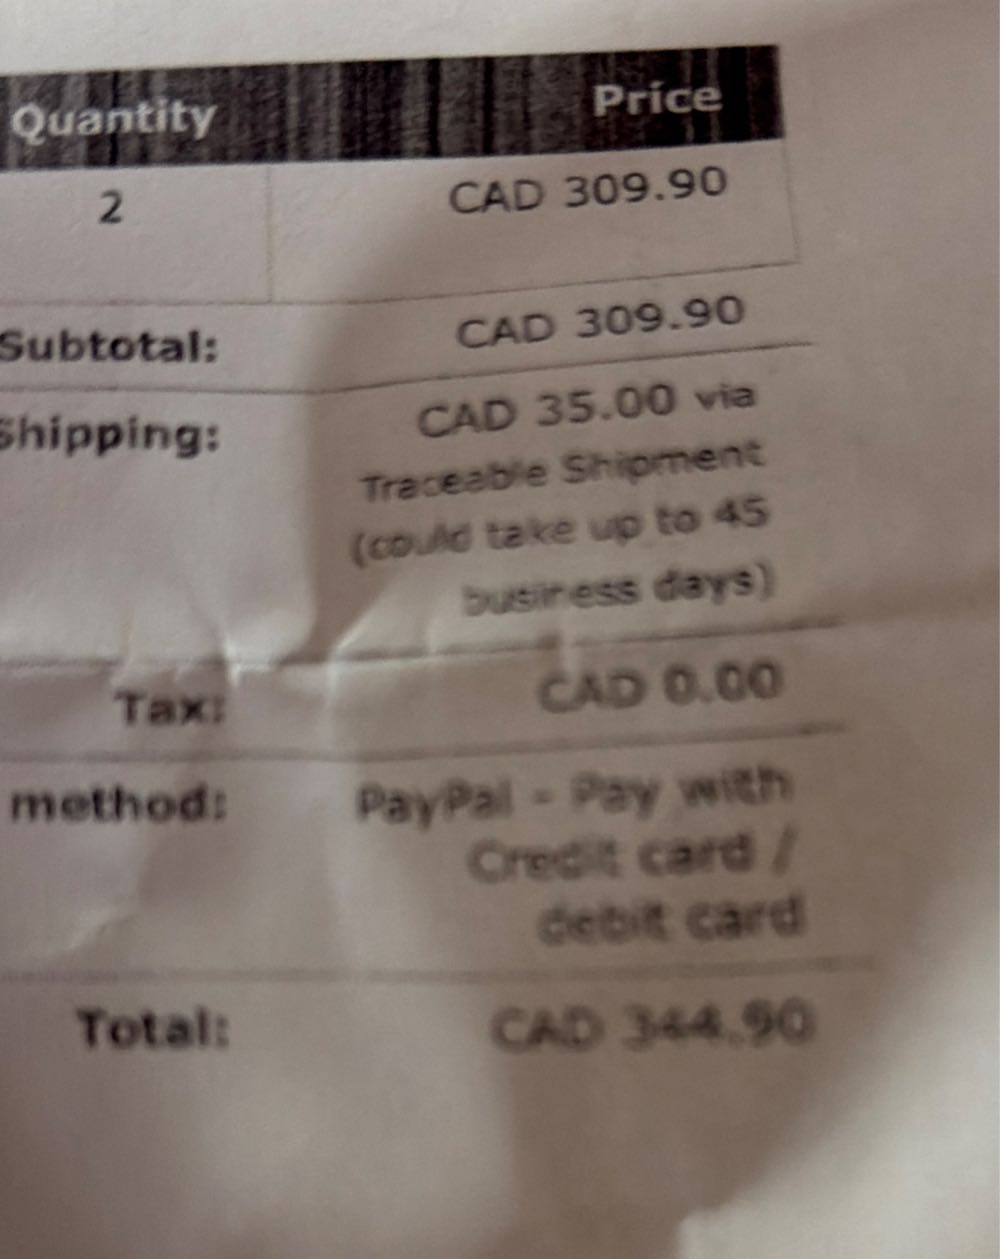 Quantity Price
2 CAD 309.90
Subtotal: CAD 309.90
Shipping: CAD 35.00 via
Traceable Shipment
(could take up to 45
business days)
Tax: CAD 0.00
method: PayPal - Pay with
Credit card /
debit card
Total: CAD 344.90